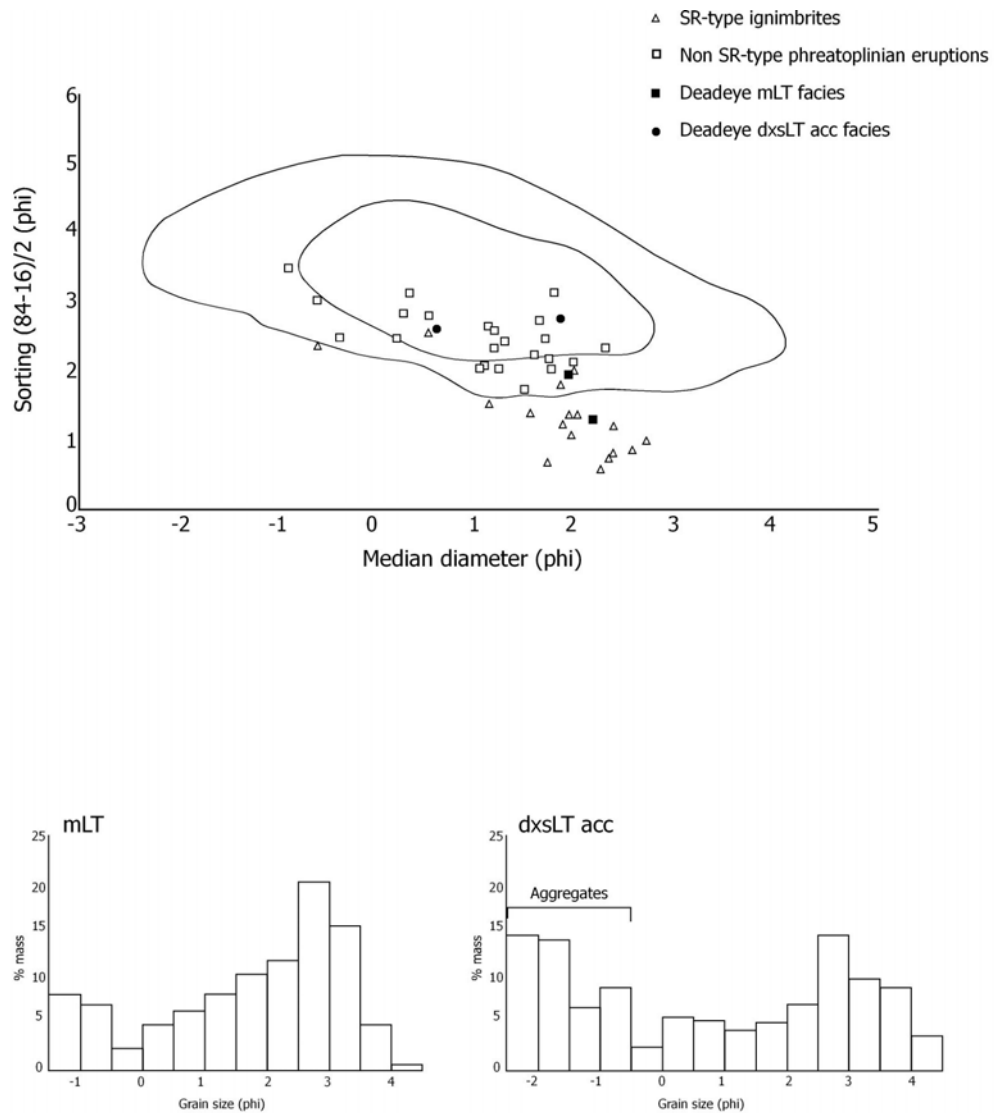 SR-type ignimbrites
Non SR-type phreatoplinian eruptions
Deadeye mLT facies
Deadeye dxsLT acc facies
Sorting (84-16)/2 (phi)
6
5
4
3
2
1
0
-3 -2 -1 0 1 2 3 4 5
Median diameter (phi)
mLT
25
20
15
10
5
0
% mass
-1 0 1 2 3 4
Grain size (phi)
dxsLT acc
25
20
15
10
5
0
% mass
Aggregates
-2 -1 0 1 2 3 4
Grain size (phi)